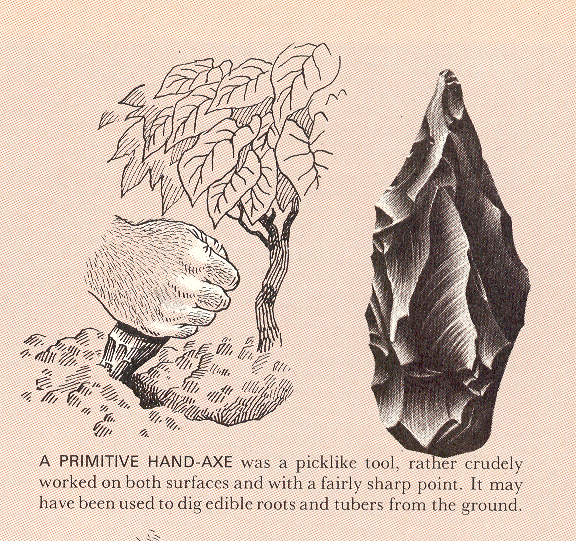 A PRIMITIVE HAND-AXE was a picklike tool, rather crudely
worked on both surfaces and with a fairly sharp point. It may
have been used to dig edible roots and tubers from the ground.